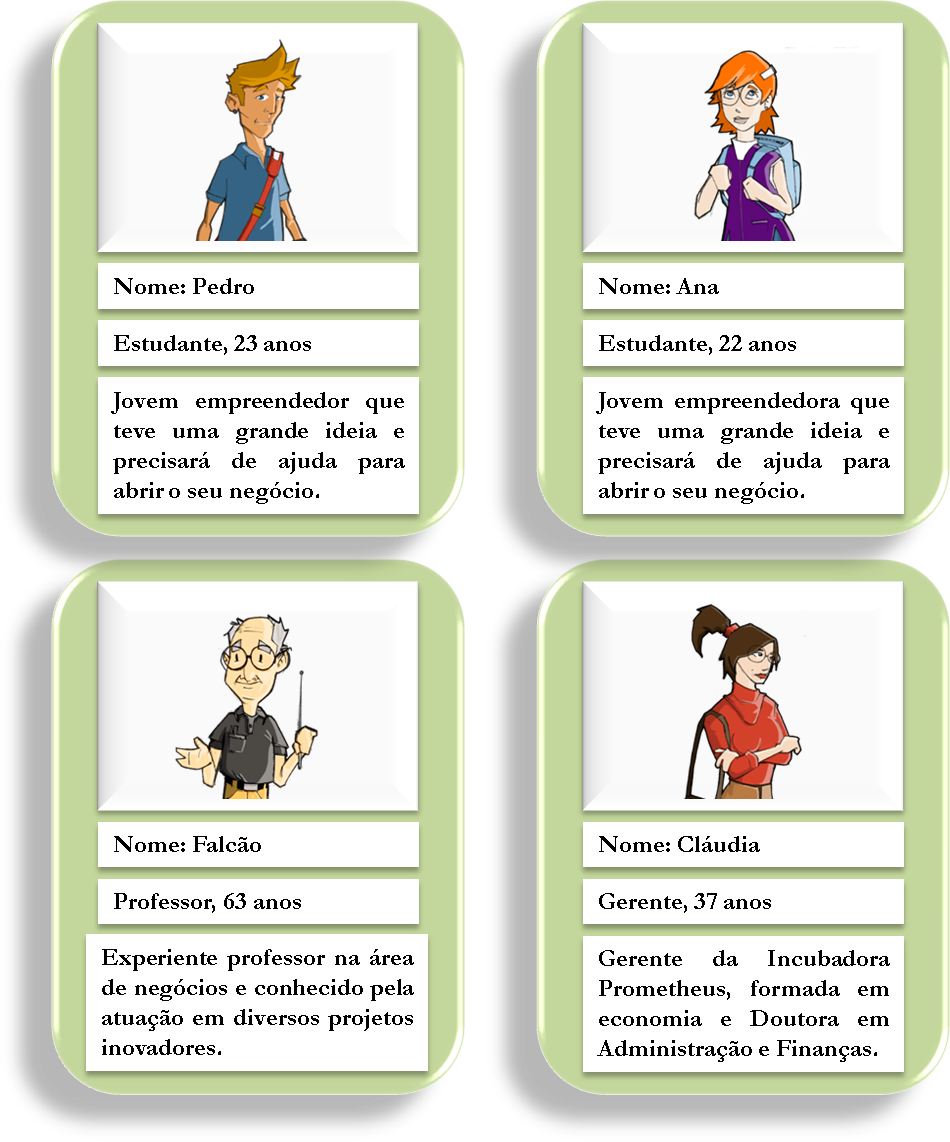 Nome: Pedro
Estudante, 23 anos
Jovem empreendedor que
teve uma grande ideia e
precisará de ajuda para
abrir o seu negócio.
Nome: Ana
Estudante, 22 anos
Jovem empreendedora que
teve uma grande ideia e
precisará de ajuda para
abrir o seu negócio.
Nome: Falcão
Professor, 63 anos
Experiente professor na área
de negócios e conhecido pela
atuação em diversos projetos
inovadores.
Nome: Cláudia
Gerente, 37 anos
Gerente da Incubadora
Prometheus, formada em
economia e Doutora em
Administração e Finanças.